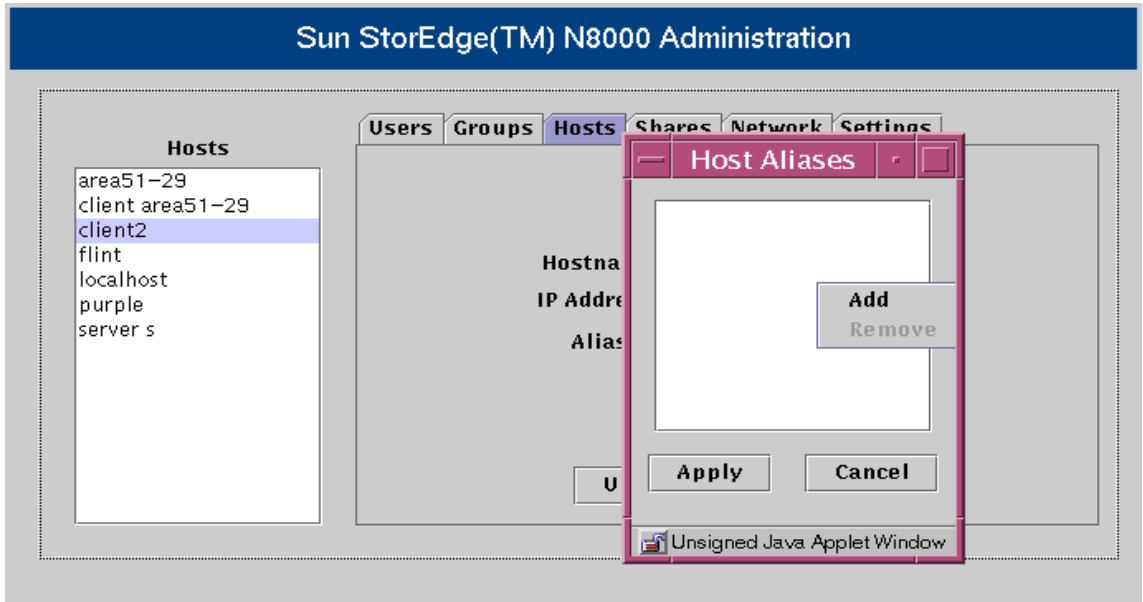 Sun StorEdge(TM) N8000 Administration
Users Groups Hosts Shares Network Settings
Hosts
area51-29
client area51-29
client2
flint
localhost
purple
server s
Hostna
IP Addre
Alias
U
Host Aliases
Add
Remove
Apply Cancel
Unsigned Java Applet Window